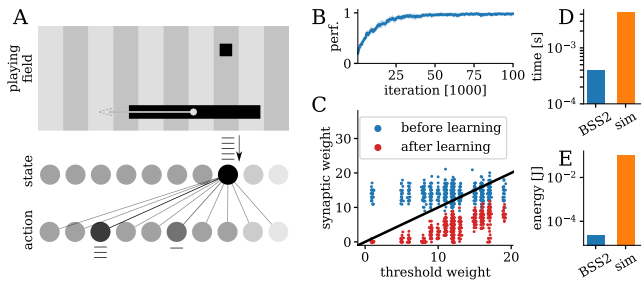 A
playing
field
state
action
B
perf.
1
0
25
50
75
100
iteration [1000]
C
synaptic weight
30
20
10
0
before learning
after learning
0
10
20
threshold weight
D
time [s]
10⁻³
10⁻⁴
BSS2
sim
E
energy [J]
10⁻²
10⁻⁴
BSS2
sim